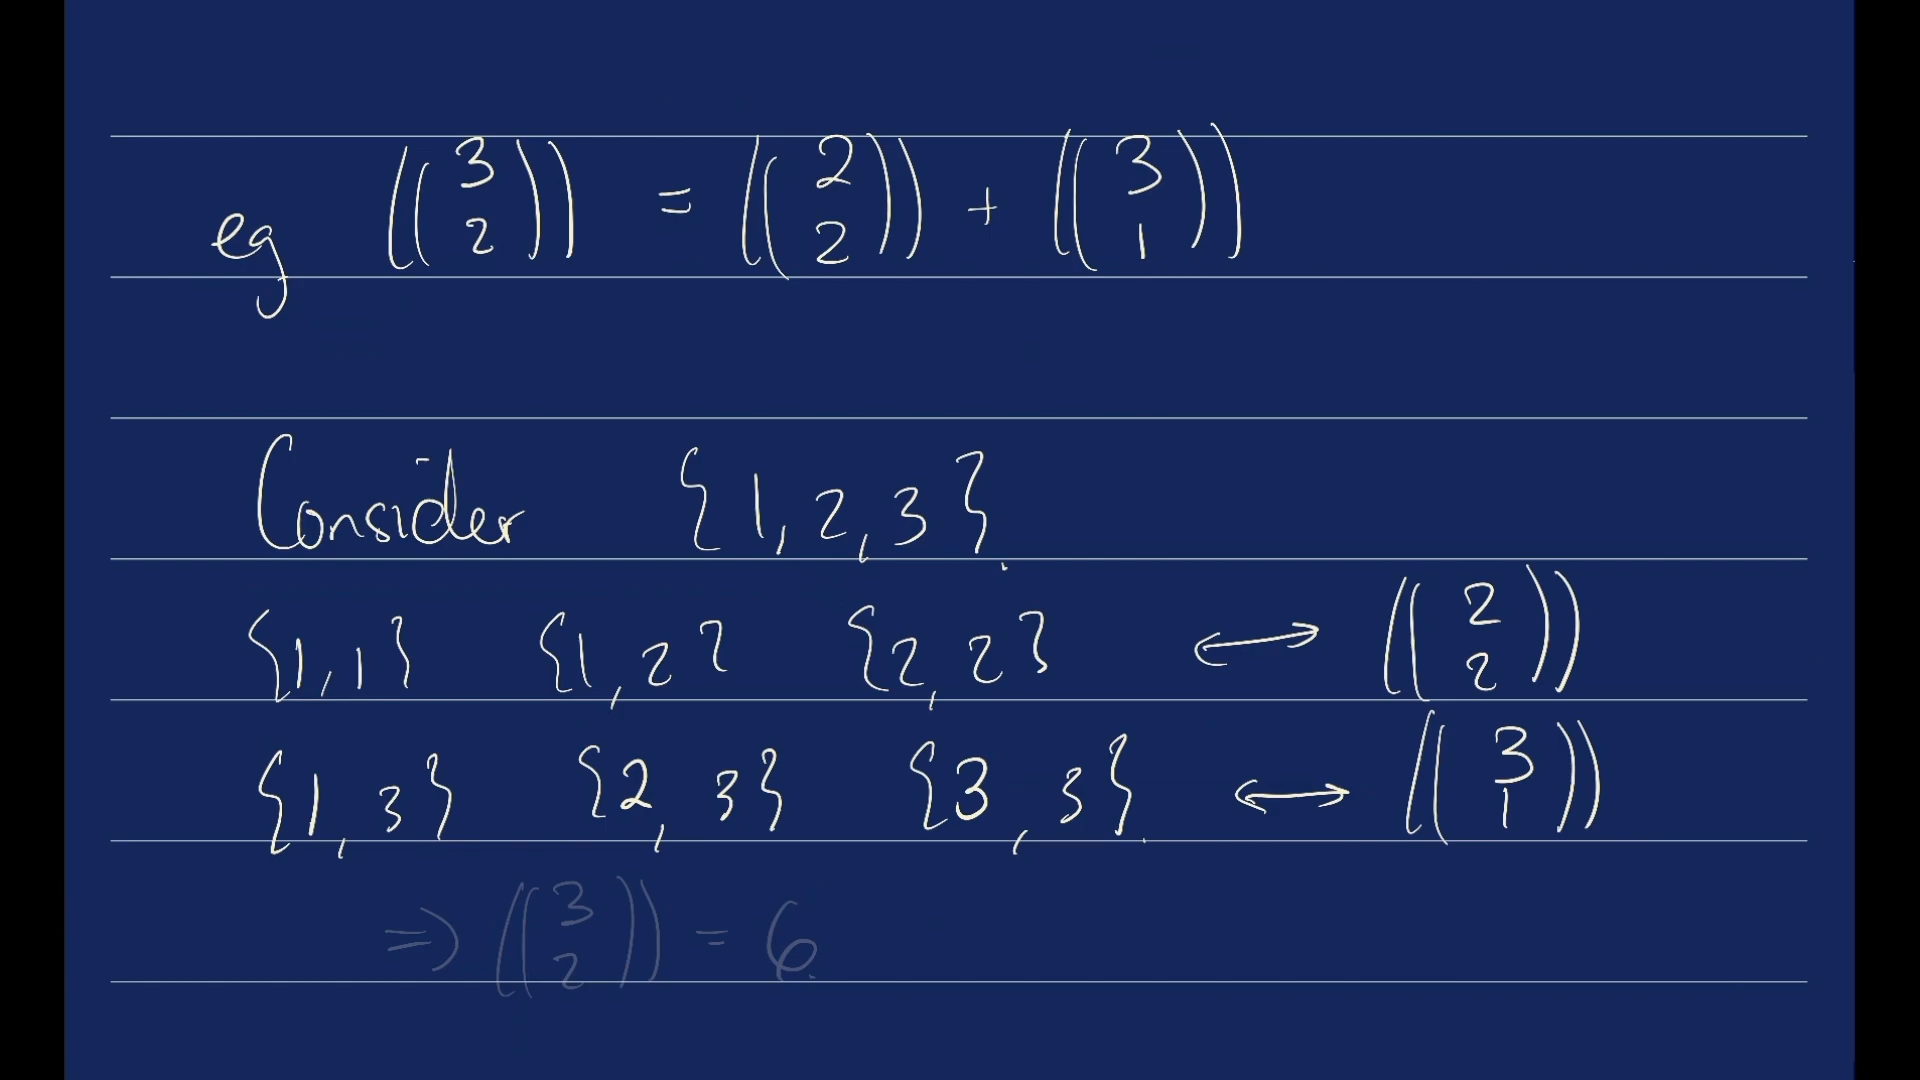 eg ((3 2)) = ((2 2)) + ((3 1))
Consider {1,2,3}.
{1,1} {1,2} {2,2} ↔ ((2 2))
{1,3} {2,3} {3,3}. ↔ ((3 1))
⇒ ((3 2)) = 6.